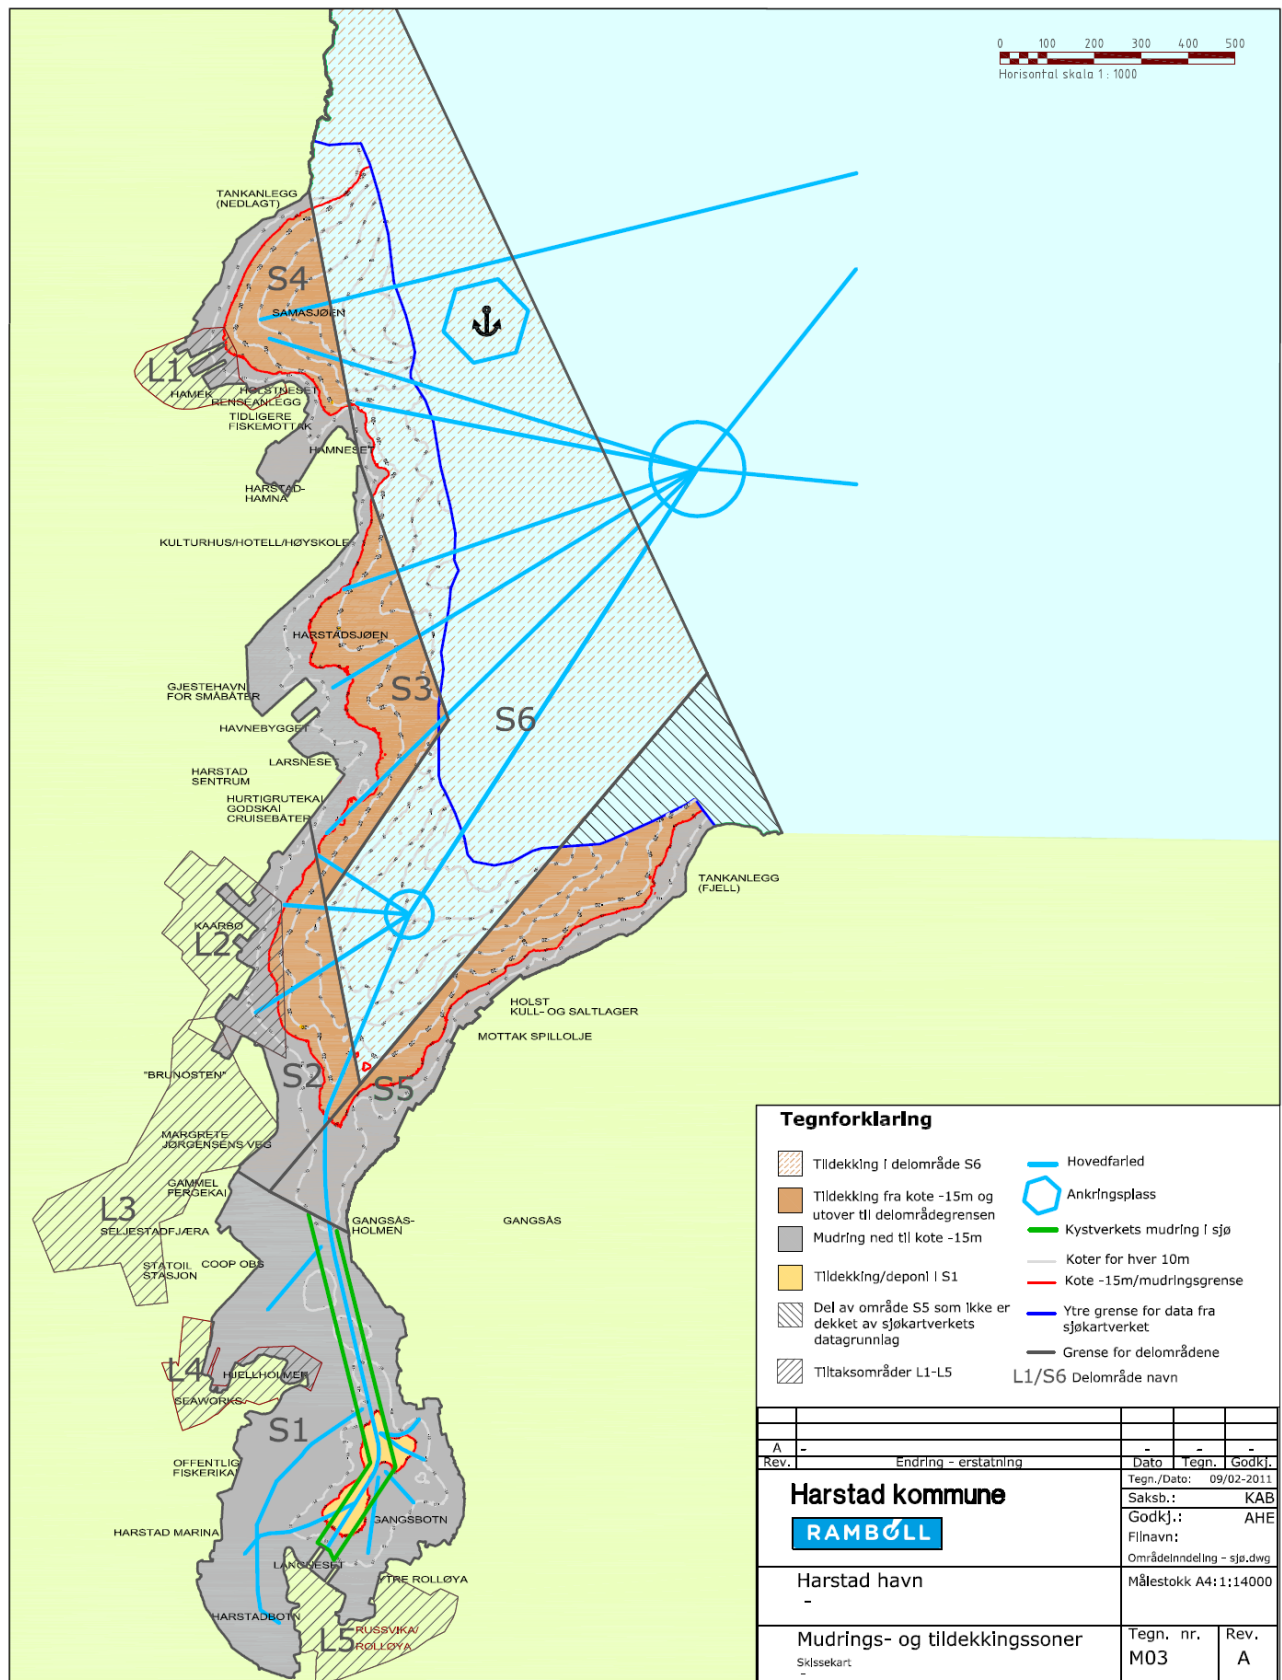 0 100 200 300 400 500
Horisontal skala 1 : 1000
TANKANLEGG
(NEDLAGT)
S4
SAMASJØEN
L1
HAMEK
HOLSTNESET
RENSEANLEGG
TIDLIGERE
FISKEMOTTAK
HAMNESET
HARSTAD-
HAMNA
KULTURHUS/HOTELL/HØYSKOLE
HARSTADSJØEN
GJESTEHAVN
FOR SMÅBÅTER
S3
S6
HAVNEBYGGET
LARSNESET
HARSTAD
SENTRUM
HURTIGRUTEKAI
GODSKAI
CRUISEBÅTER
TANKANLEGG
(FJELL)
KAARBØ
L2
HOLST
KULL- OG SALTLAGER
MOTTAK SPILLOLJE
"BRUNOSTEN"
S2
S5
MARGRETE
JØRGENSENS VEG
GAMMEL
FERGEKAI
L3
SELJESTADFJÆRA
GANGSÅS-
HOLMEN
GANGSÅS
STATOIL
STASJON
COOP OBS
L4
HJELLHOLMEN
SEAWORKS
S1
OFFENTLIG
FISKERIKAI
HARSTAD MARINA
GANGSBOTN
LANGNESET
YTRE ROLLØYA
HARSTADBOTN
L5
RUSSVIKA/
ROLLØYA
Tegnforklaring
Tildekking i delområde S6
Tildekking fra kote -15m og
utover til delområdegrensen
Mudring ned til kote -15m
Tildekking/deponi i S1
Del av område S5 som ikke er
dekket av sjøkartverkets
datagrunnlag
Tiltaksområder L1-L5
Hovedfarled
Ankringsplass
Kystverkets mudring i sjø
Koter for hver 10m
Kote -15m/mudringsgrense
Ytre grense for data fra
sjøkartverket
Grense for delområdene
L1/S6 Delområde navn
A - - - -
Rev. Endring - erstatning Dato Tegn. Godkj.
Harstad kommune
RAMBØLL
Tegn./Dato: 09/02-2011
Saksb.: KAB
Godkj.: AHE
Filnavn:
Områdeinndeling - sjø.dwg
Harstad havn
-
Målestokk A4:1:14000
Mudrings- og tildekkingssoner
Skissekart
-
Tegn. nr.
M03
Rev.
A